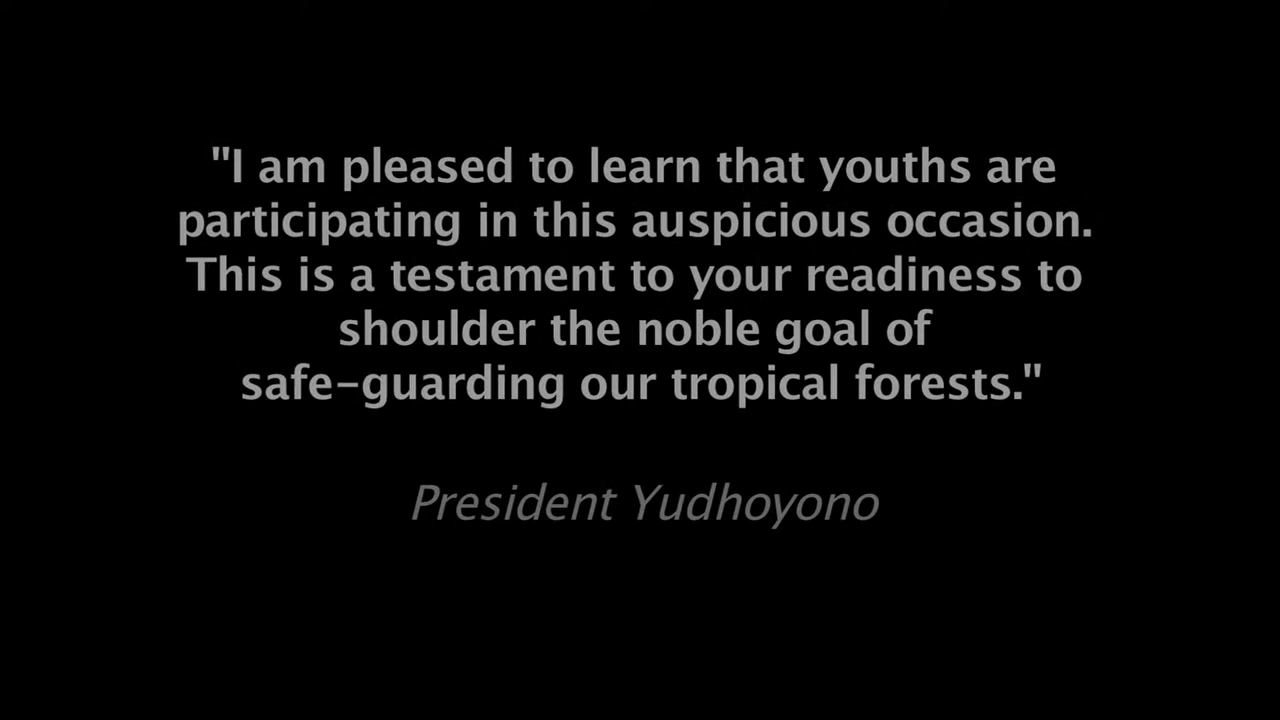 "I am pleased to learn that youths are
participating in this auspicious occasion.
This is a testament to your readiness to
shoulder the noble goal of
safe-guarding our tropical forests."
President Yudhoyono